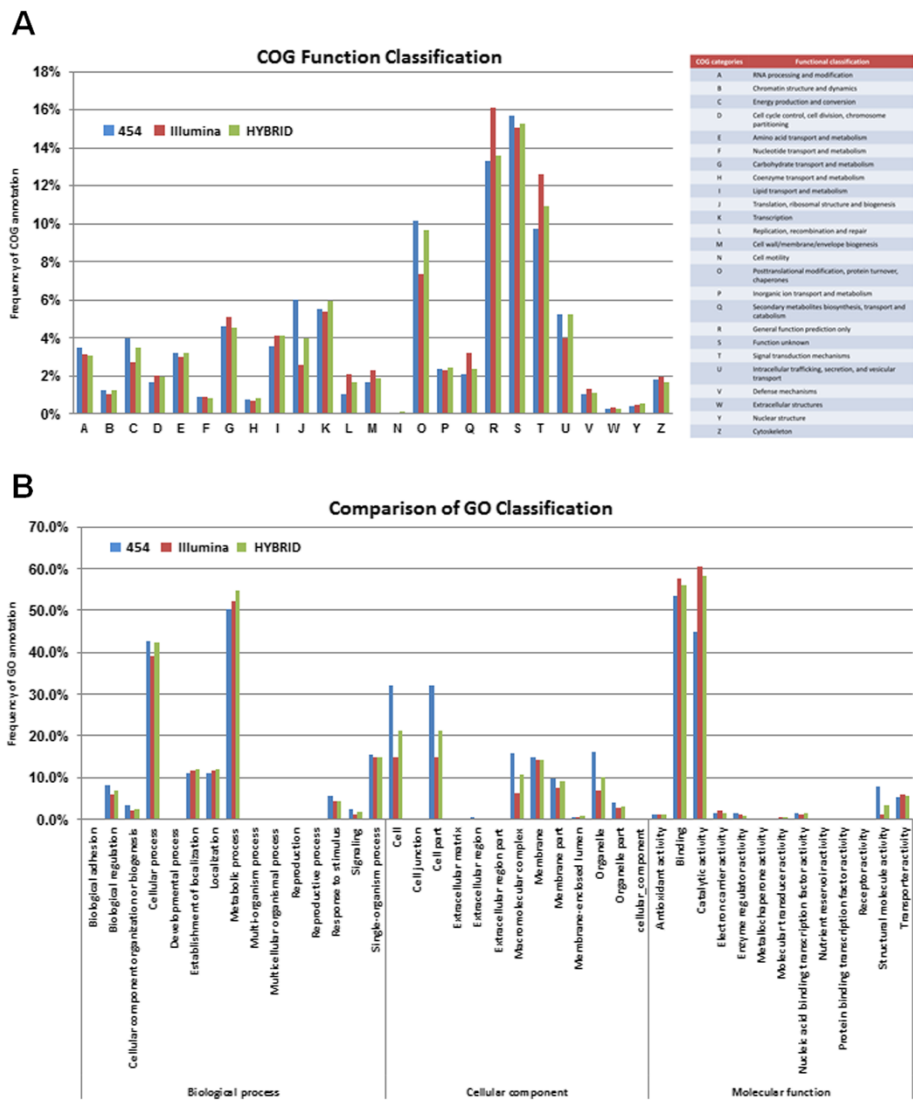 A
COG Function Classification
18%
16%
14%
12%
10%
8%
6%
4%
2%
0%
Frequency of COG annotation
454 Illumina HYBRID
A B C D E F G H I J K L M N O P Q R S T U V W Y Z
COG categories Functional classification
A RNA processing and modification
B Chromatin structure and dynamics
C Energy production and conversion
D Cell cycle control, cell division, chromosome
partitioning
E Amino acid transport and metabolism
F Nucleotide transport and metabolism
G Carbohydrate transport and metabolism
H Coenzyme transport and metabolism
I Lipid transport and metabolism
J Translation, ribosomal structure and biogenesis
K Transcription
L Replication, recombination and repair
M Cell wall/membrane/envelope biogenesis
N Cell motility
O Posttranslational modification, protein turnover,
chaperones
P Inorganic ion transport and metabolism
Q Secondary metabolites biosynthesis, transport and
catabolism
R General function prediction only
S Function unknown
T Signal transduction mechanisms
U Intracellular trafficking, secretion, and vesicular
transport
V Defense mechanisms
W Extracellular structures
Y Nuclear structure
Z Cytoskeleton
B
Comparison of GO Classification
70.0%
60.0%
50.0%
40.0%
30.0%
20.0%
10.0%
0.0%
Frequency of GO annotation
454 Illumina HYBRID
Biological adhesion
Biological regulation
Cellular component organization or biogenesis
Cellular process
Developmental process
Establishment of localization
Localization
Metabolic process
Multi-organism process
Multicellular organismal process
Reproduction
Reproductive process
Response to stimulus
Signaling
Single-organism process
Cell
Cell junction
Cell part
Extracellular matrix
Extracellular region
Extracellular region part
Macromolecular complex
Membrane
Membrane part
Membrane-enclosed lumen
Organelle
Organelle part
cellular_component
Antioxidant activity
Binding
Catalytic activity
Electron carrier activity
Enzyme regulator activity
Metallochaperone activity
Molecular transducer activity
Nucleic acid binding transcription factor activity
Nutrient reservoir activity
Protein binding transcription factor activity
Receptor activity
Structural molecule activity
Transporter activity
Biological process Cellular component Molecular function